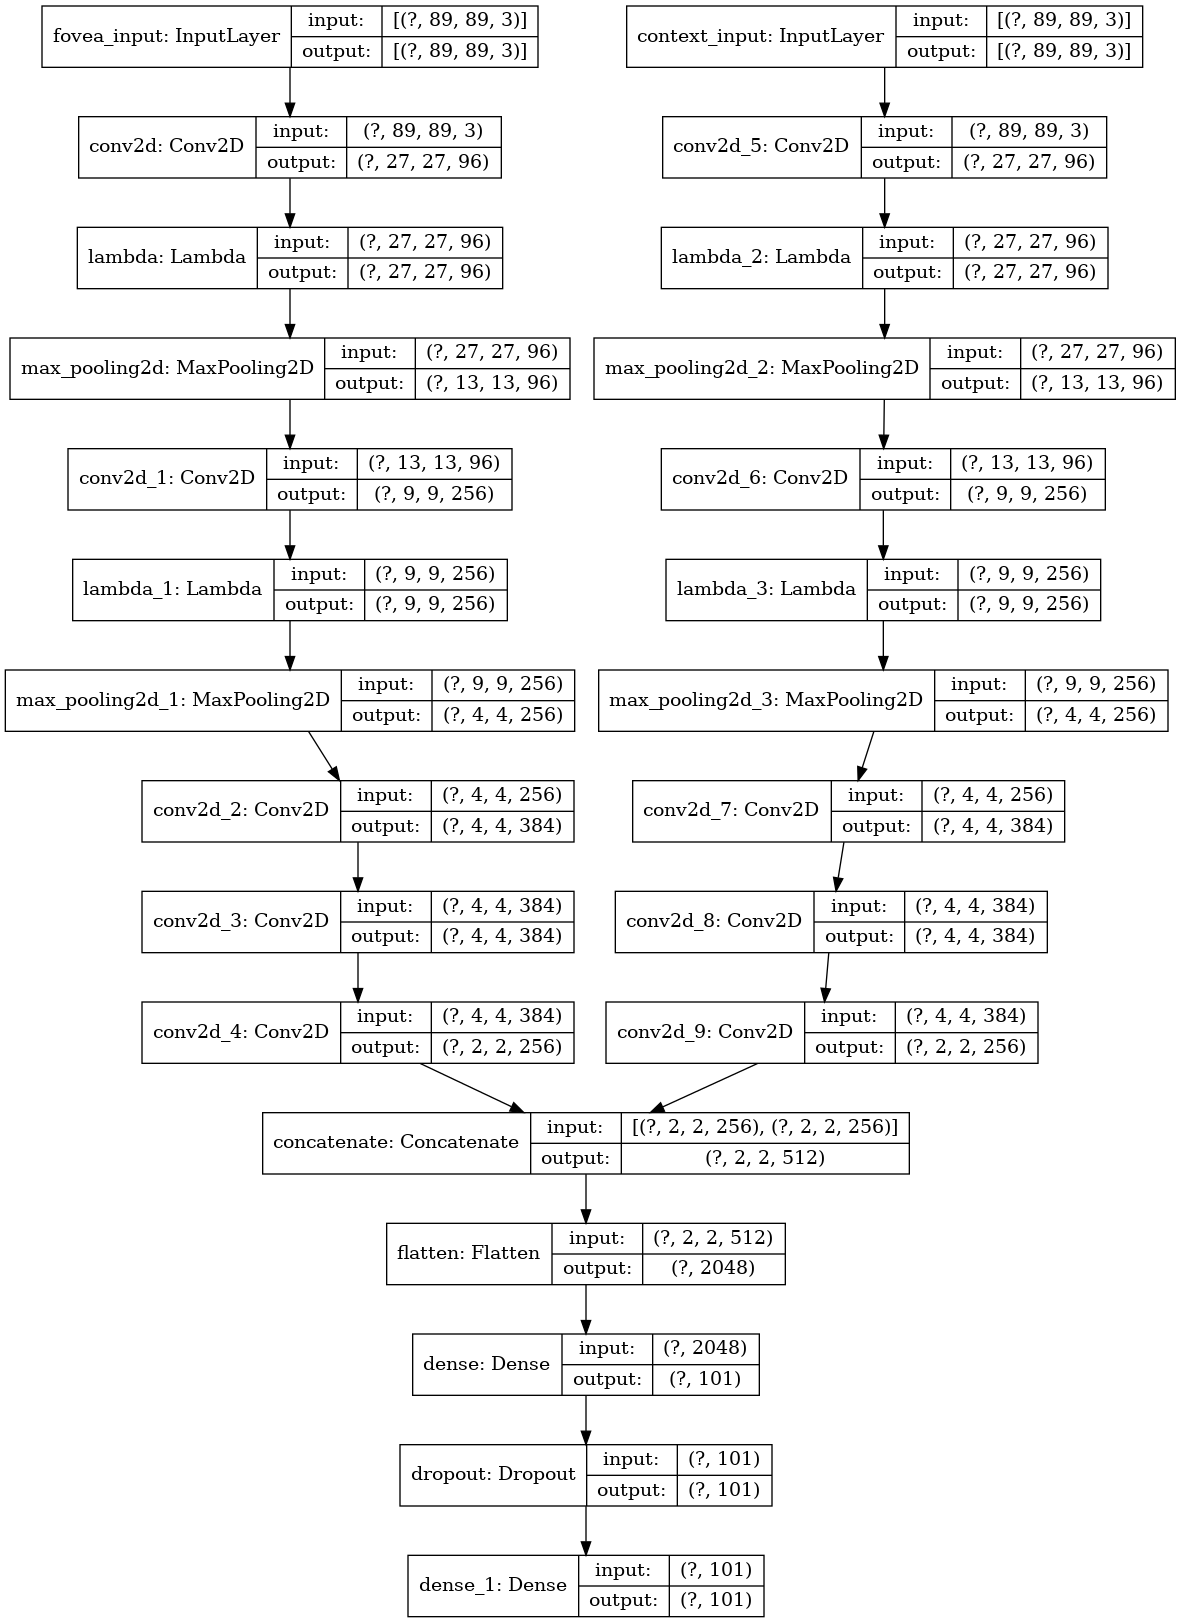 fovea_input: InputLayer
input: [(?, 89, 89, 3)]
output: [(?, 89, 89, 3)]
context_input: InputLayer
input: [(?, 89, 89, 3)]
output: [(?, 89, 89, 3)]
conv2d: Conv2D
input: (?, 89, 89, 3)
output: (?, 27, 27, 96)
conv2d_5: Conv2D
input: (?, 89, 89, 3)
output: (?, 27, 27, 96)
lambda: Lambda
input: (?, 27, 27, 96)
output: (?, 27, 27, 96)
lambda_2: Lambda
input: (?, 27, 27, 96)
output: (?, 27, 27, 96)
max_pooling2d: MaxPooling2D
input: (?, 27, 27, 96)
output: (?, 13, 13, 96)
max_pooling2d_2: MaxPooling2D
input: (?, 27, 27, 96)
output: (?, 13, 13, 96)
conv2d_1: Conv2D
input: (?, 13, 13, 96)
output: (?, 9, 9, 256)
conv2d_6: Conv2D
input: (?, 13, 13, 96)
output: (?, 9, 9, 256)
lambda_1: Lambda
input: (?, 9, 9, 256)
output: (?, 9, 9, 256)
lambda_3: Lambda
input: (?, 9, 9, 256)
output: (?, 9, 9, 256)
max_pooling2d_1: MaxPooling2D
input: (?, 9, 9, 256)
output: (?, 4, 4, 256)
max_pooling2d_3: MaxPooling2D
input: (?, 9, 9, 256)
output: (?, 4, 4, 256)
conv2d_2: Conv2D
input: (?, 4, 4, 256)
output: (?, 4, 4, 384)
conv2d_7: Conv2D
input: (?, 4, 4, 256)
output: (?, 4, 4, 384)
conv2d_3: Conv2D
input: (?, 4, 4, 384)
output: (?, 4, 4, 384)
conv2d_8: Conv2D
input: (?, 4, 4, 384)
output: (?, 4, 4, 384)
conv2d_4: Conv2D
input: (?, 4, 4, 384)
output: (?, 2, 2, 256)
conv2d_9: Conv2D
input: (?, 4, 4, 384)
output: (?, 2, 2, 256)
concatenate: Concatenate
input: [(?, 2, 2, 256), (?, 2, 2, 256)]
output: (?, 2, 2, 512)
flatten: Flatten
input: (?, 2, 2, 512)
output: (?, 2048)
dense: Dense
input: (?, 2048)
output: (?, 101)
dropout: Dropout
input: (?, 101)
output: (?, 101)
dense_1: Dense
input: (?, 101)
output: (?, 101)